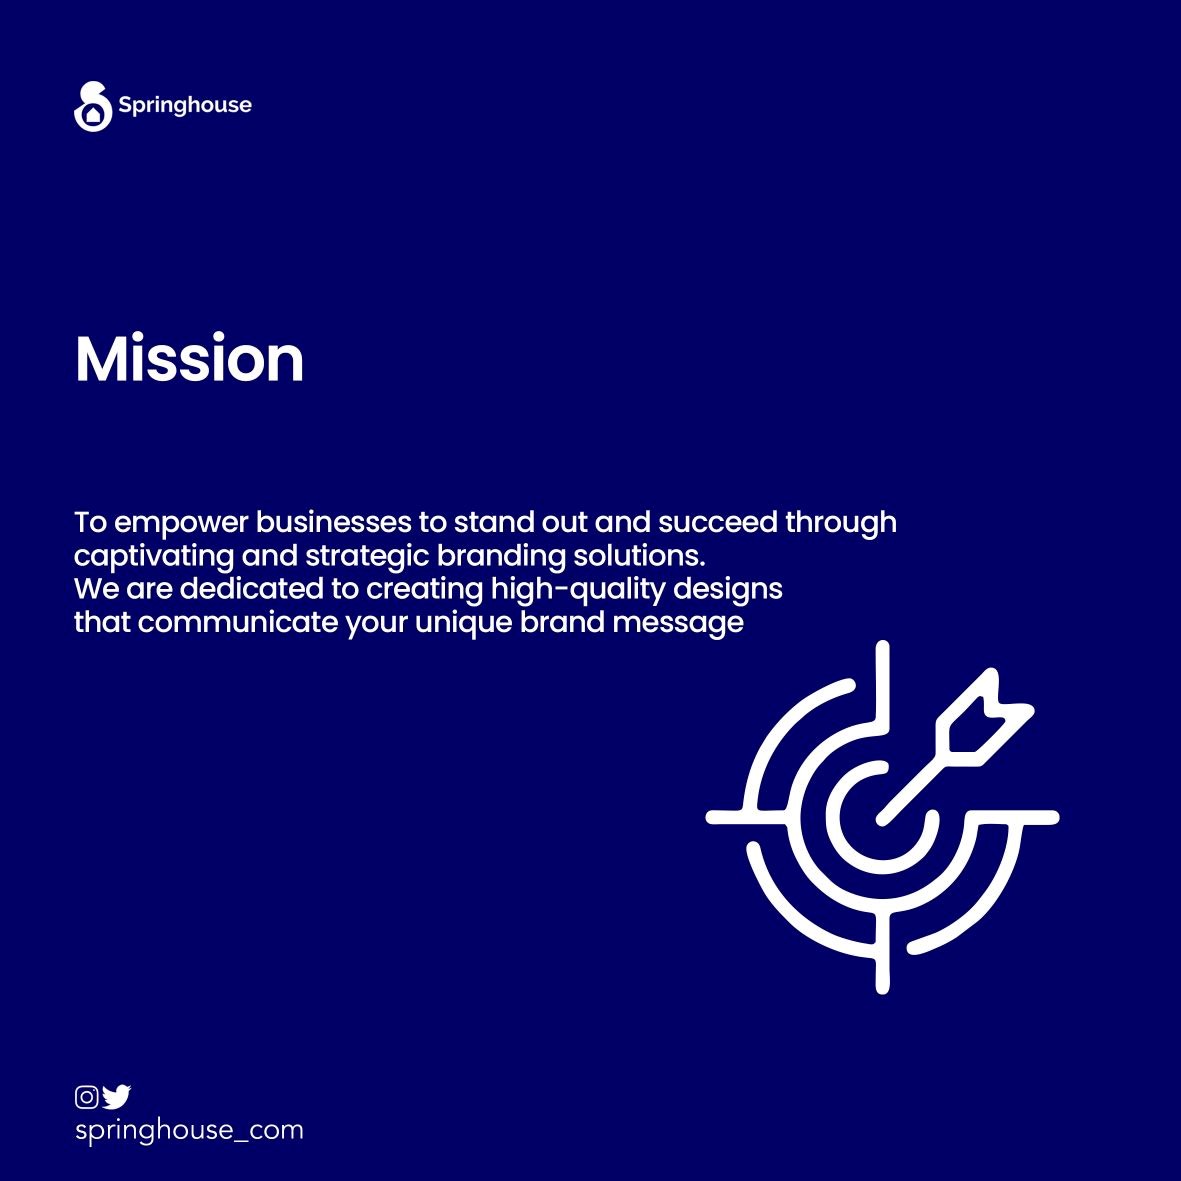 Springhouse
Mission
To empower businesses to stand out and succeed through
captivating and strategic branding solutions.
We are dedicated to creating high-quality designs
that communicate your unique brand message
springhouse_com